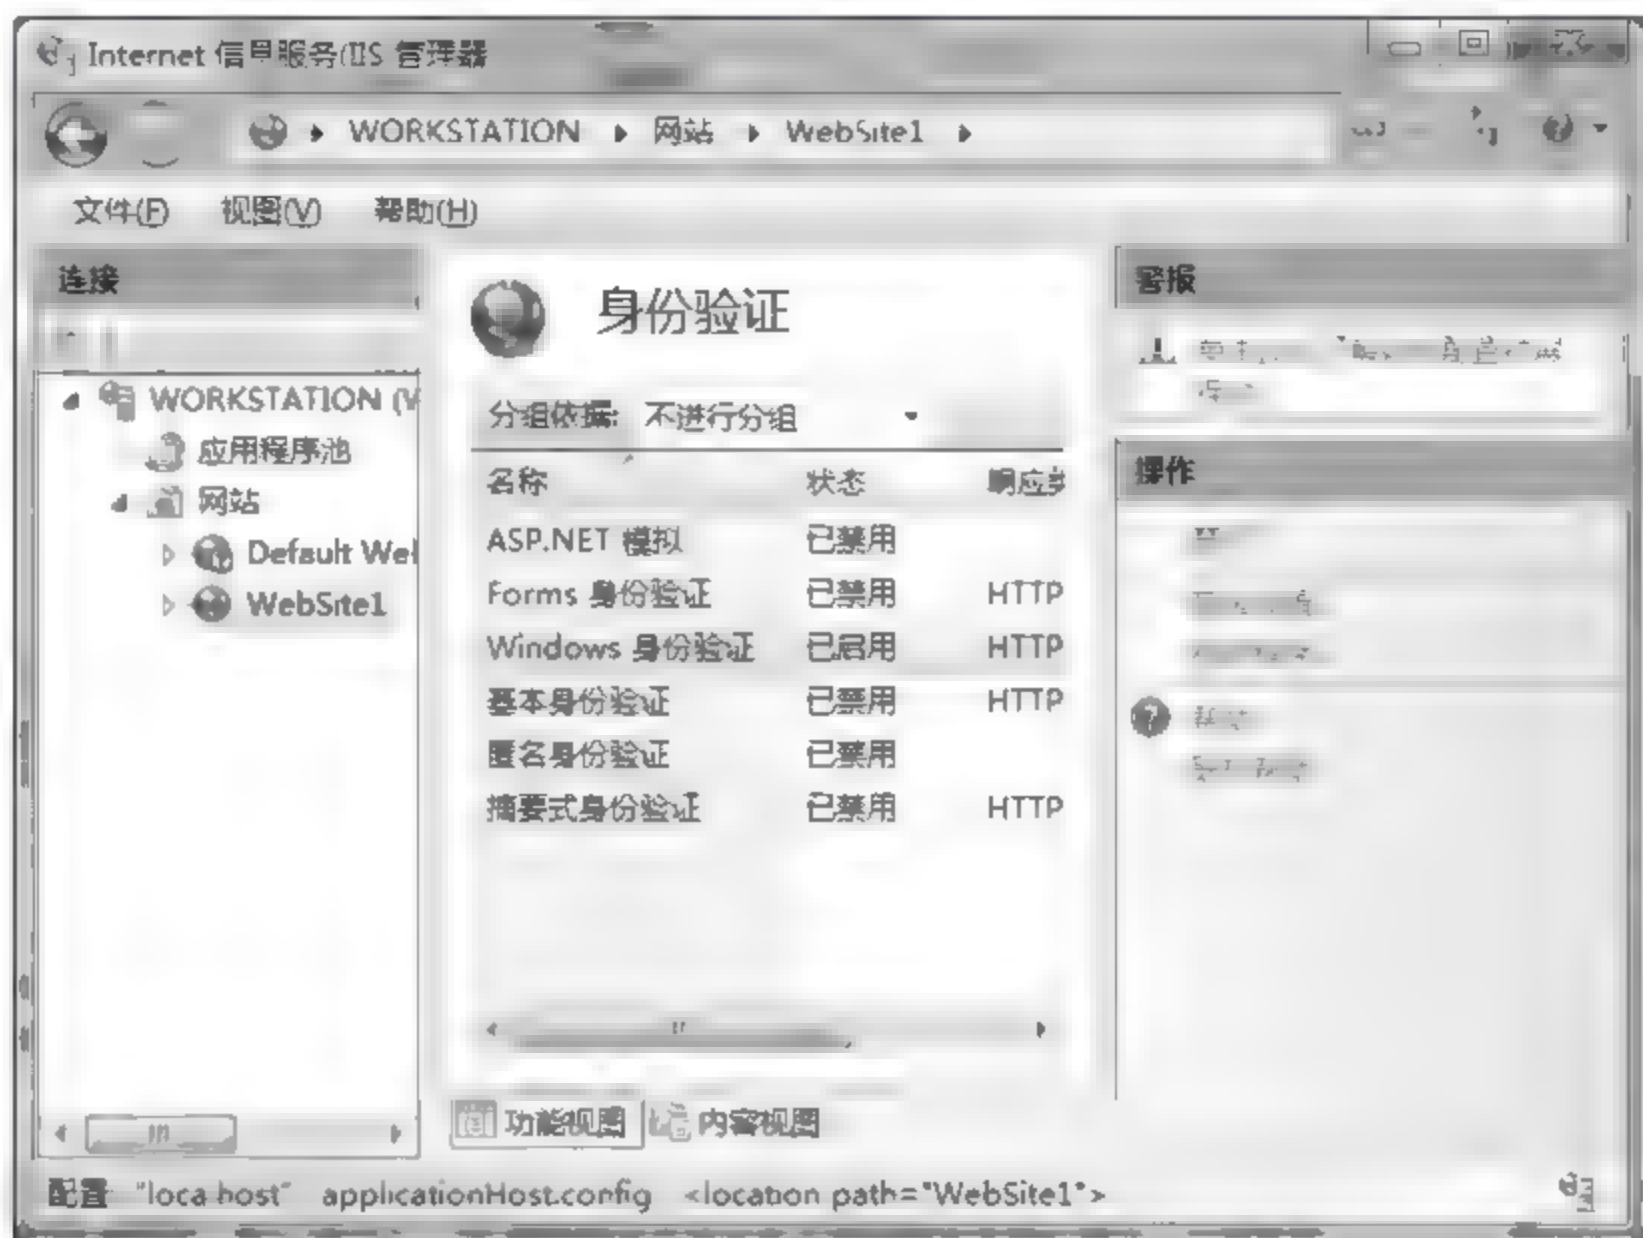 Internet 信息服务(IIS 管理器
WORKSTATION 网站 WebSite1
文件(F) 视图(V) 帮助(H)
连接
WORKSTATION (V
应用程序池
网站
Default Wel
WebSite1
身份验证
分组依据: 不进行分组
名称 状态 响应类
ASP.NET 模拟 已禁用
Forms 身份验证 已禁用 HTTP
Windows 身份验证 已启用 HTTP
基本身份验证 已禁用 HTTP
匿名身份验证 已禁用
摘要式身份验证 已禁用 HTTP
功能视图 内容视图
警报
操作
配置 "localhost" applicationHost.config <location path="WebSite1">